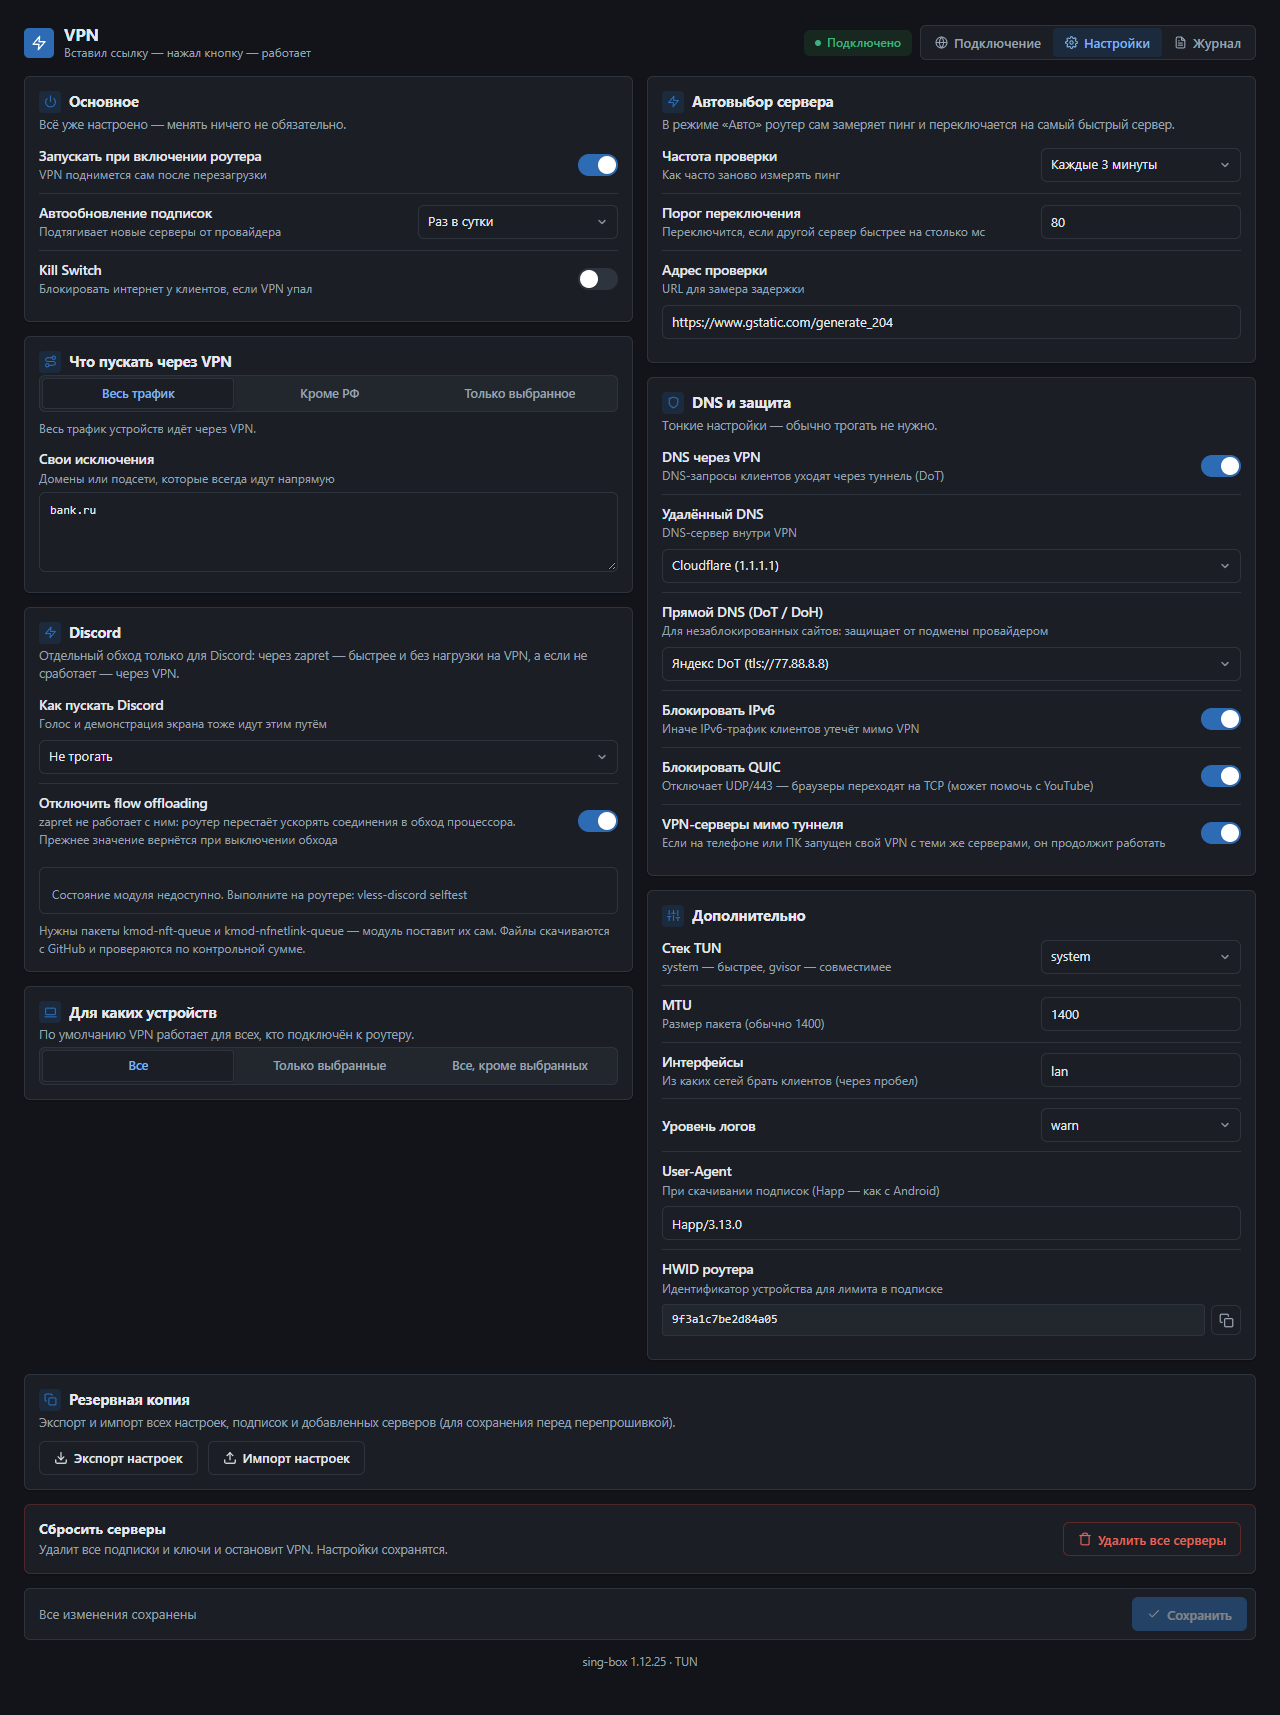 VPN
Вставил ссылку — нажал кнопку — работает
Подключено
Подключение
Настройки
Журнал
Основное
Всё уже настроено — менять ничего не обязательно.
Запускать при включении роутера
VPN поднимется сам после перезагрузки
Автообновление подписок
Подтягивает новые серверы от провайдера
Раз в сутки
Kill Switch
Блокировать интернет у клиентов, если VPN упал
Что пускать через VPN
Весь трафик
Кроме РФ
Только выбранное
Весь трафик устройств идёт через VPN.
Свои исключения
Домены или подсети, которые всегда идут напрямую
bank.ru
Discord
Отдельный обход только для Discord: через zapret — быстрее и без нагрузки на VPN, а если не
сработает — через VPN.
Как пускать Discord
Голос и демонстрация экрана тоже идут этим путём
Не трогать
Отключить flow offloading
zapret не работает с ним: роутер перестаёт ускорять соединения в обход процессора.
Прежнее значение вернётся при выключении обхода
Состояние модуля недоступно. Выполните на роутере: vless-discord selftest
Нужны пакеты kmod-nft-queue и kmod-nfnetlink-queue — модуль поставит их сам. Файлы скачиваются
с GitHub и проверяются по контрольной сумме.
Для каких устройств
По умолчанию VPN работает для всех, кто подключён к роутеру.
Все
Только выбранные
Все, кроме выбранных
Автовыбор сервера
В режиме «Авто» роутер сам замеряет пинг и переключается на самый быстрый сервер.
Частота проверки
Как часто заново измерять пинг
Каждые 3 минуты
Порог переключения
Переключится, если другой сервер быстрее на столько мс
80
Адрес проверки
URL для замера задержки
https://www.gstatic.com/generate_204
DNS и защита
Тонкие настройки — обычно трогать не нужно.
DNS через VPN
DNS-запросы клиентов уходят через туннель (DoT)
Удалённый DNS
DNS-сервер внутри VPN
Cloudflare (1.1.1.1)
Прямой DNS (DoT / DoH)
Для незаблокированных сайтов: защищает от подмены провайдером
Яндекс DoT (tls://77.88.8.8)
Блокировать IPv6
Иначе IPv6-трафик клиентов утечёт мимо VPN
Блокировать QUIC
Отключает UDP/443 — браузеры переходят на TCP (может помочь с YouTube)
VPN-серверы мимо туннеля
Если на телефоне или ПК запущен свой VPN с теми же серверами, он продолжит работать
Дополнительно
Стек TUN
system — быстрее, gvisor — совместимее
system
MTU
Размер пакета (обычно 1400)
1400
Интерфейсы
Из каких сетей брать клиентов (через пробел)
lan
Уровень логов
warn
User-Agent
При скачивании подписок (Happ — как с Android)
Happ/3.13.0
HWID роутера
Идентификатор устройства для лимита в подписке
9f3a1c7be2d84a05
Резервная копия
Экспорт и импорт всех настроек, подписок и добавленных серверов (для сохранения перед перепрошивкой).
Экспорт настроек
Импорт настроек
Сбросить серверы
Удалит все подписки и ключи и остановит VPN. Настройки сохранятся.
Удалить все серверы
Все изменения сохранены
Сохранить
sing-box 1.12.25 · TUN